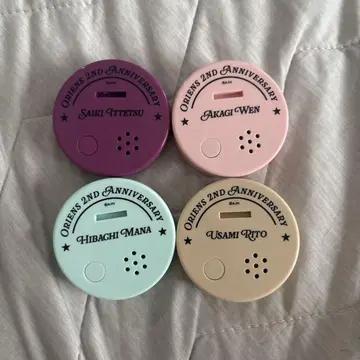 ORIENS 2ND ANNIVERSARY
SAIKI ITTETSU
ORIENS 2ND ANNIVERSARY
AKAGI WEN
ORIENS 2ND ANNIVERSARY
HIBACHI MANA
ORIENS 2ND ANNIVERSARY
USAMI RITO